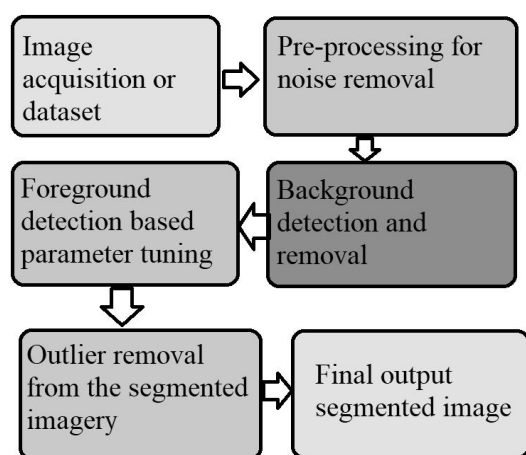 Image
acquisition or
dataset
Pre-processing for
noise removal
Background
detection and
removal
Foreground
detection based
parameter tuning
Outlier removal
from the segmented
imagery
Final output
segmented image